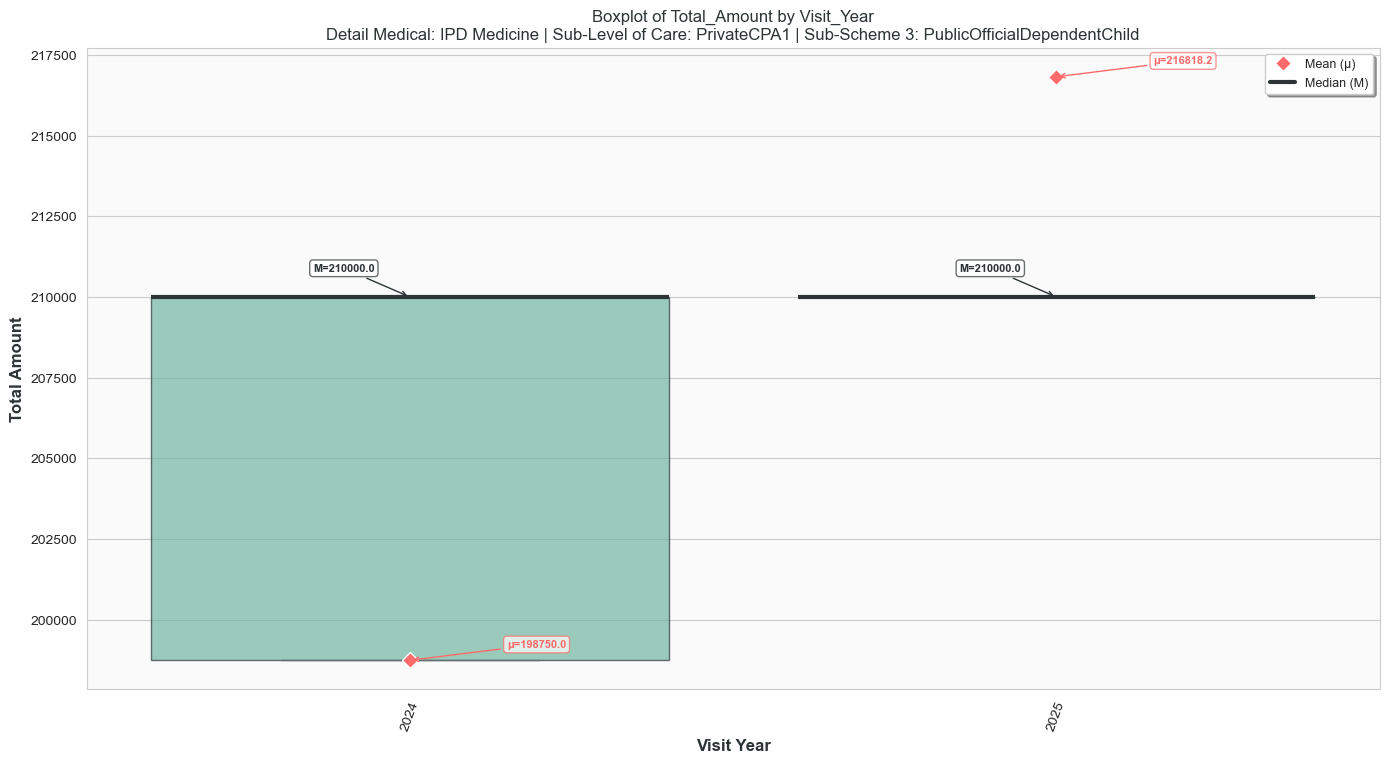 Boxplot of Total_Amount by Visit_Year
Detail Medical: IPD Medicine | Sub-Level of Care: PrivateCPA1 | Sub-Scheme 3: PublicOfficialDependentChild
217500
215000
212500
210000
207500
205000
202500
200000
Total Amount
μ=216818.2
Mean (μ)
Median (M)
M=210000.0
M=210000.0
μ=198750.0
2024
2025
Visit Year